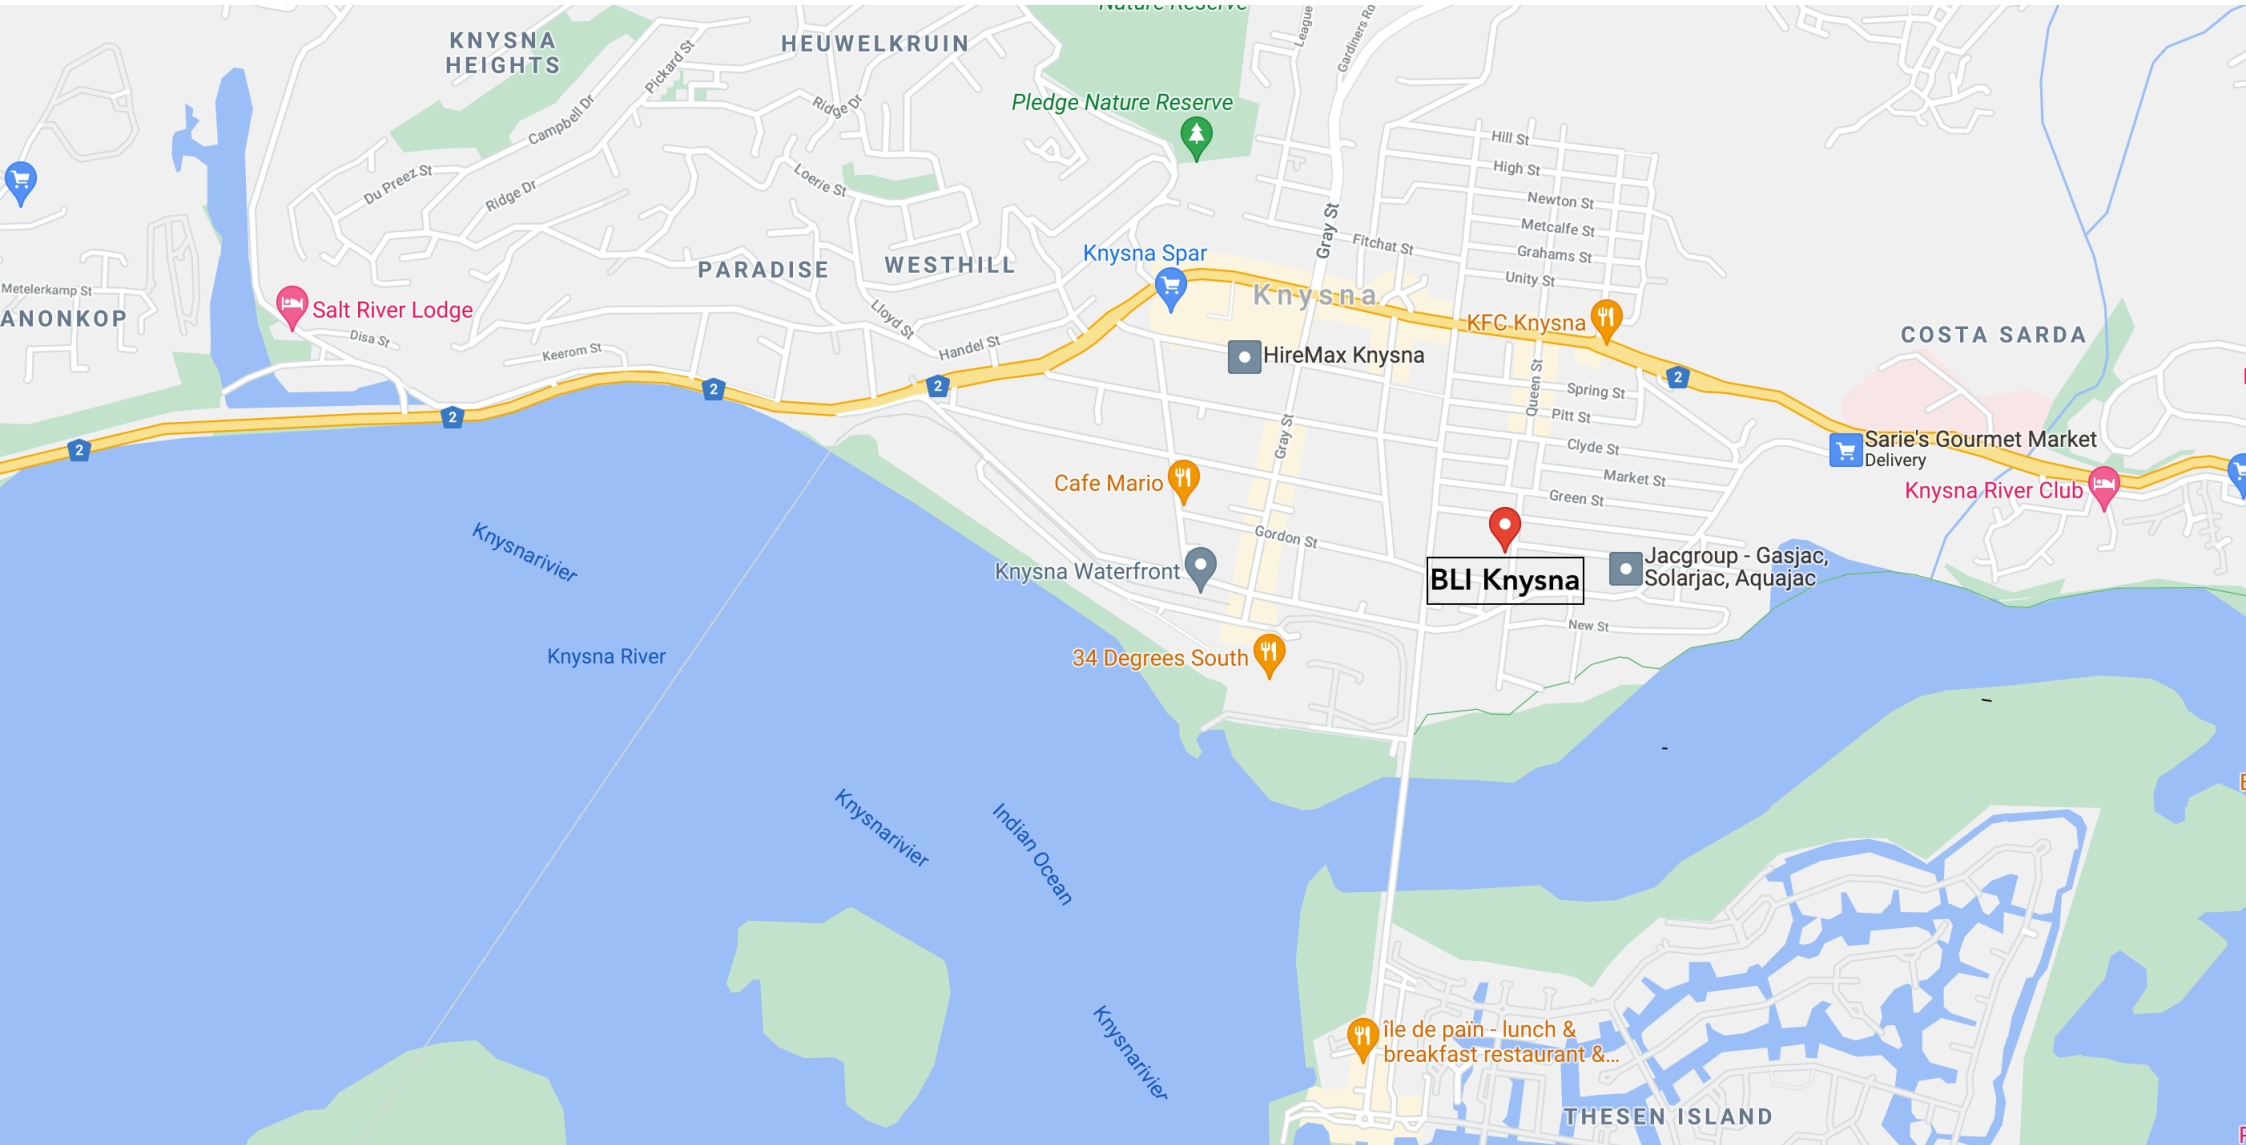 Nature Reserve
KNYSNA
HEIGHTS
HEUWELKRUIN
Pickard St
League
Gardiners Ro
Campbell Dr
Ridge Dr
Pledge Nature Reserve
Hill St
High St
Du Preez St
Ridge Dr
Loerie St
Newton St
Metcalfe St
Gray St
Fitchat St
Grahams St
Unity St
Knysna Spar
PARADISE
WESTHILL
Metelerkamp St
ANONKOP
Knysna
Salt River Lodge
Disa St
Keerom St
Lloyd St
Handel St
KFC Knysna
COSTA SARDA
HireMax Knysna
2
2
2
2
2
Queen St
Spring St
Pitt St
Clyde St
Gray St
Market St
Green St
Sarie's Gourmet Market
Delivery
Knysna River Club
Cafe Mario
Gordon St
Knysnarivier
Knysna Waterfront
BLI Knysna
Jacgroup - Gasjac,
Solarjac, Aquajac
New St
Knysna River
34 Degrees South
Knysnarivier
Indian Ocean
Knysnarivier
île de païn - lunch &
breakfast restaurant &...
THESEN ISLAND